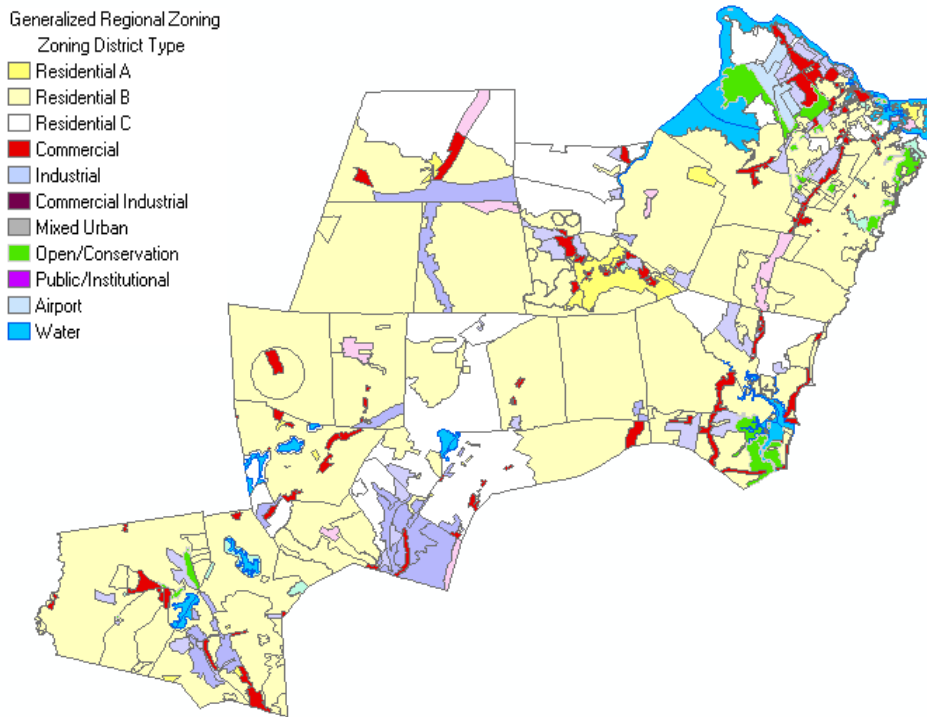 Generalized Regional Zoning
Zoning District Type
Residential A
Residential B
Residential C
Commercial
Industrial
Commercial Industrial
Mixed Urban
Open/Conservation
Public/Institutional
Airport
Water